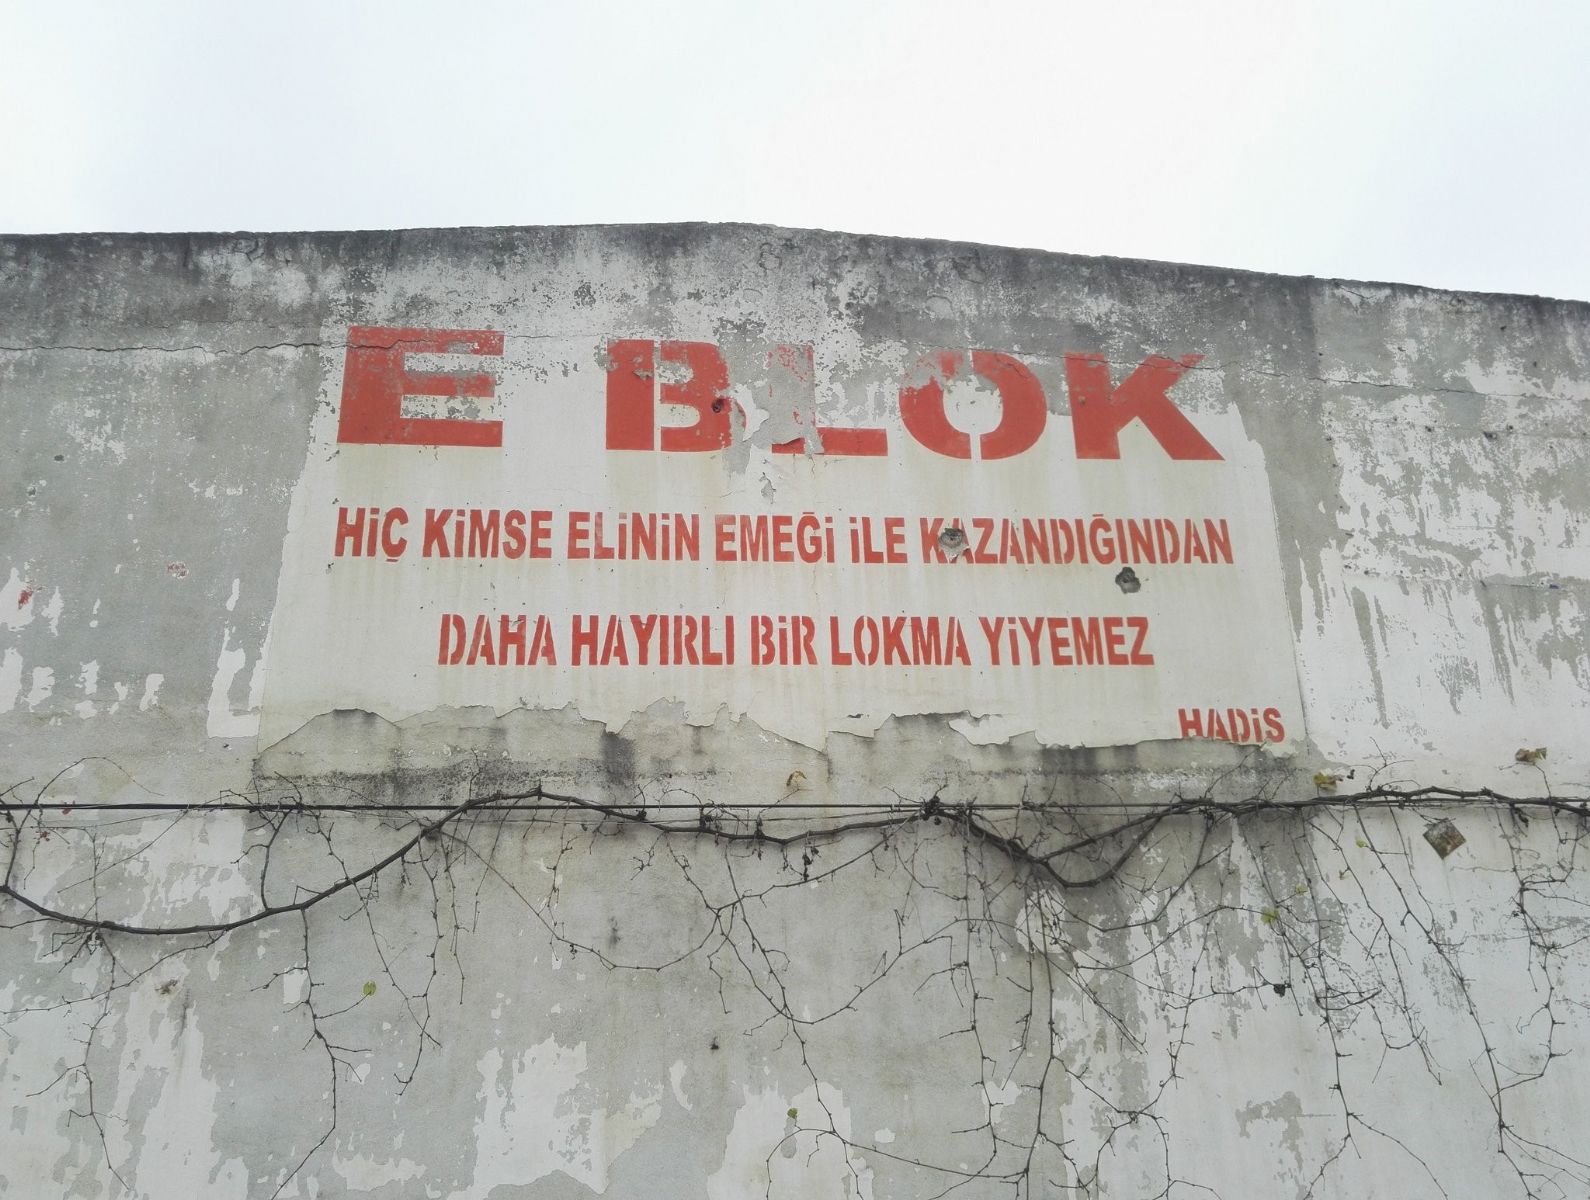 E BLOK
HİÇ KİMSE ELİNİN EMEĞİ İLE KAZANDIĞINDAN
DAHA HAYIRLI BİR LOKMA YİYEMEZ
HADİS